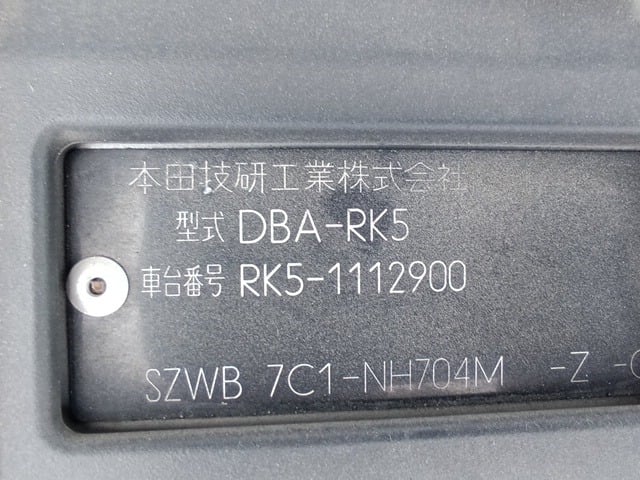 本田技研工業株式会社
型式 DBA-RK5
車台番号 RK5-1112900
SZWB 7C1-NH704M -Z -